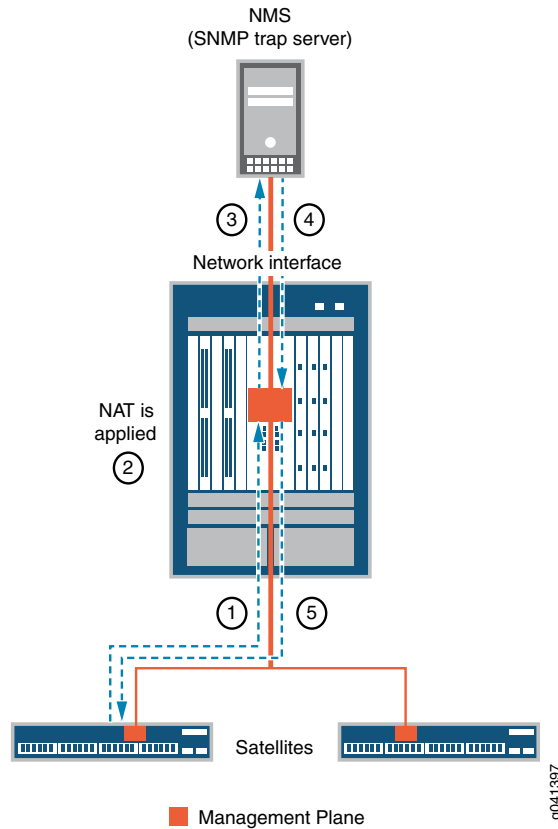 NMS
(SNMP trap server)
3
4
Network interface
NAT is
applied
2
1
5
Satellites
Management Plane
g041397